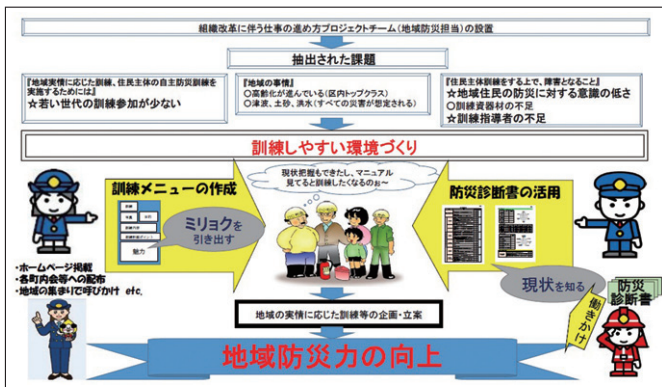 組織改革に伴う仕事の進め方プロジェクトチーム(地域防災担当)の設置
抽出された課題
『地域実情に応じた訓練、住民主体の自主防災訓練を
実施するためには』
☆若い世代の訓練参加が少ない
『地域の事情』
○高齢化が進んでいる(区内トップクラス)
○津波、土砂、洪水(すべての災害が想定される)
『住民主体訓練をする上で、障害となること』
☆地域住民の防災に対する意識の低さ
○訓練資器材の不足
☆訓練指導者の不足
訓練しやすい環境づくり
訓練メニューの作成
ミリョクを
引き出す
魅力
現状把握もできたし、マニュアル
見てると訓練したくなるのぉ~
防災診断書の活用
現状を知る
・ホームページ掲載
・各町内会等への配布
・地域の集まりで呼びかけ etc.
防災
診断書
働きかけ
地域の実情に応じた訓練等の企画・立案
地域防災力の向上